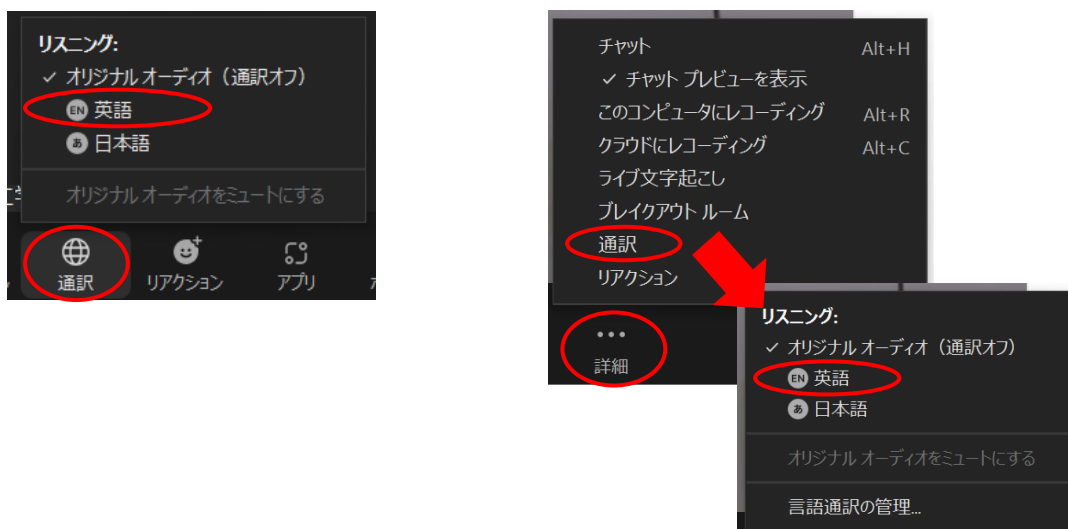 リスニング:
✓ オリジナル オーディオ（通訳オフ）
EN 英語
あ 日本語
オリジナル オーディオをミュートにする
通訳
リアクション
アプリ
チャット Alt+H
✓ チャット プレビューを表示
このコンピュータにレコーディング Alt+R
クラウドにレコーディング Alt+C
ライブ文字起こし
ブレイクアウト ルーム
通訳
リアクション
詳細
リスニング:
✓ オリジナル オーディオ（通訳オフ）
EN 英語
あ 日本語
オリジナル オーディオをミュートにする
言語通訳の管理...